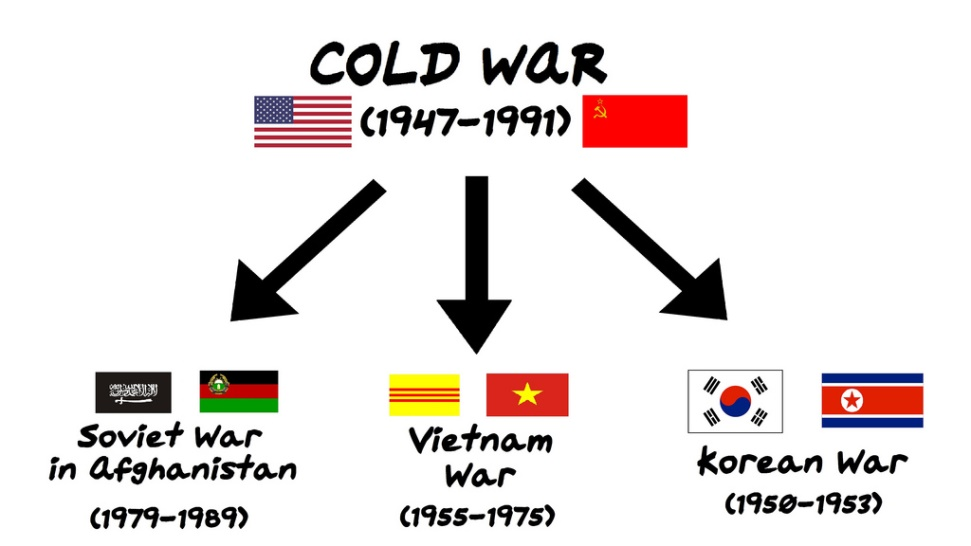 COLD WAR
(1947-1991)
Soviet War
in Afghanistan
(1979-1989)
Vietnam
War
(1955-1975)
Korean War
(1950-1953)